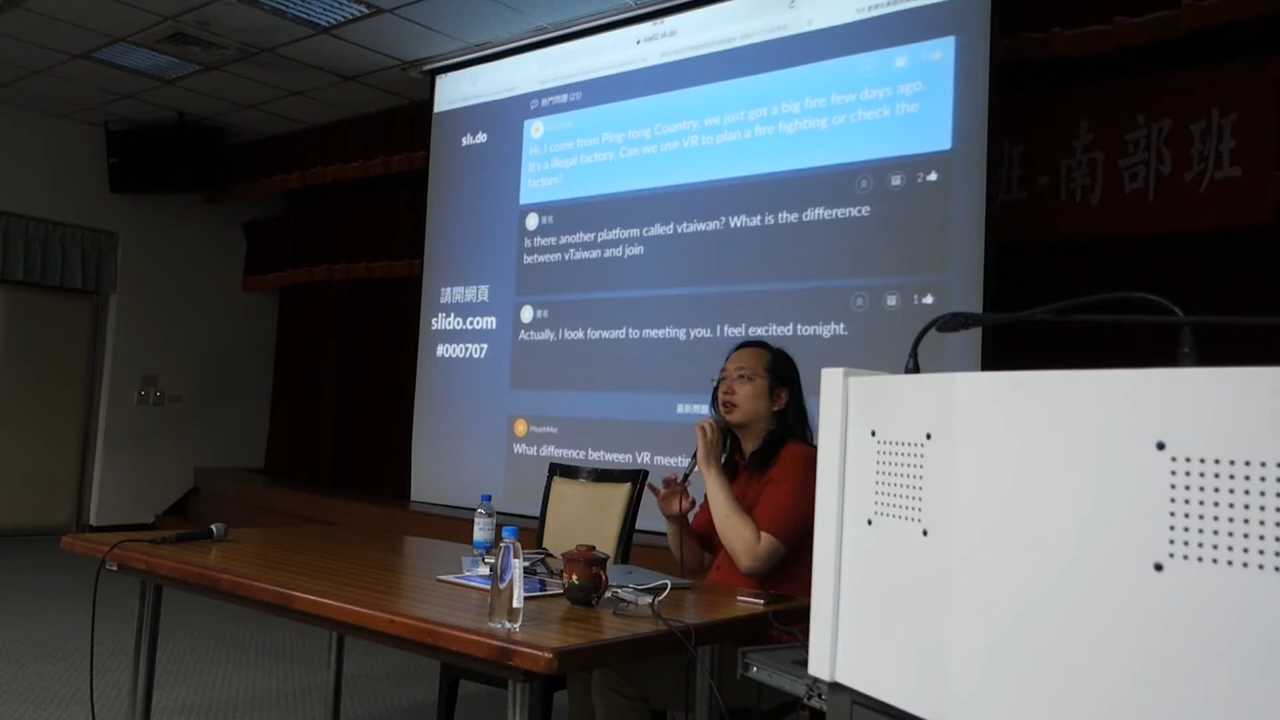 熱門問題 (21)
sli.do
Hi, I come from Ping-tong Country, we just got a big fire few days ago.
It's a illegal factory. Can we use VR to plan a fire fighting or check the
factors?
2
匿名
Is there another platform called vtaiwan? What is the difference
between vTaiwan and join
1
匿名
Actually, I look forward to meeting you. I feel excited tonight.
請開網頁
slido.com
#000707
最新問題
HsuehMei
What difference between VR meetin
班·南部班